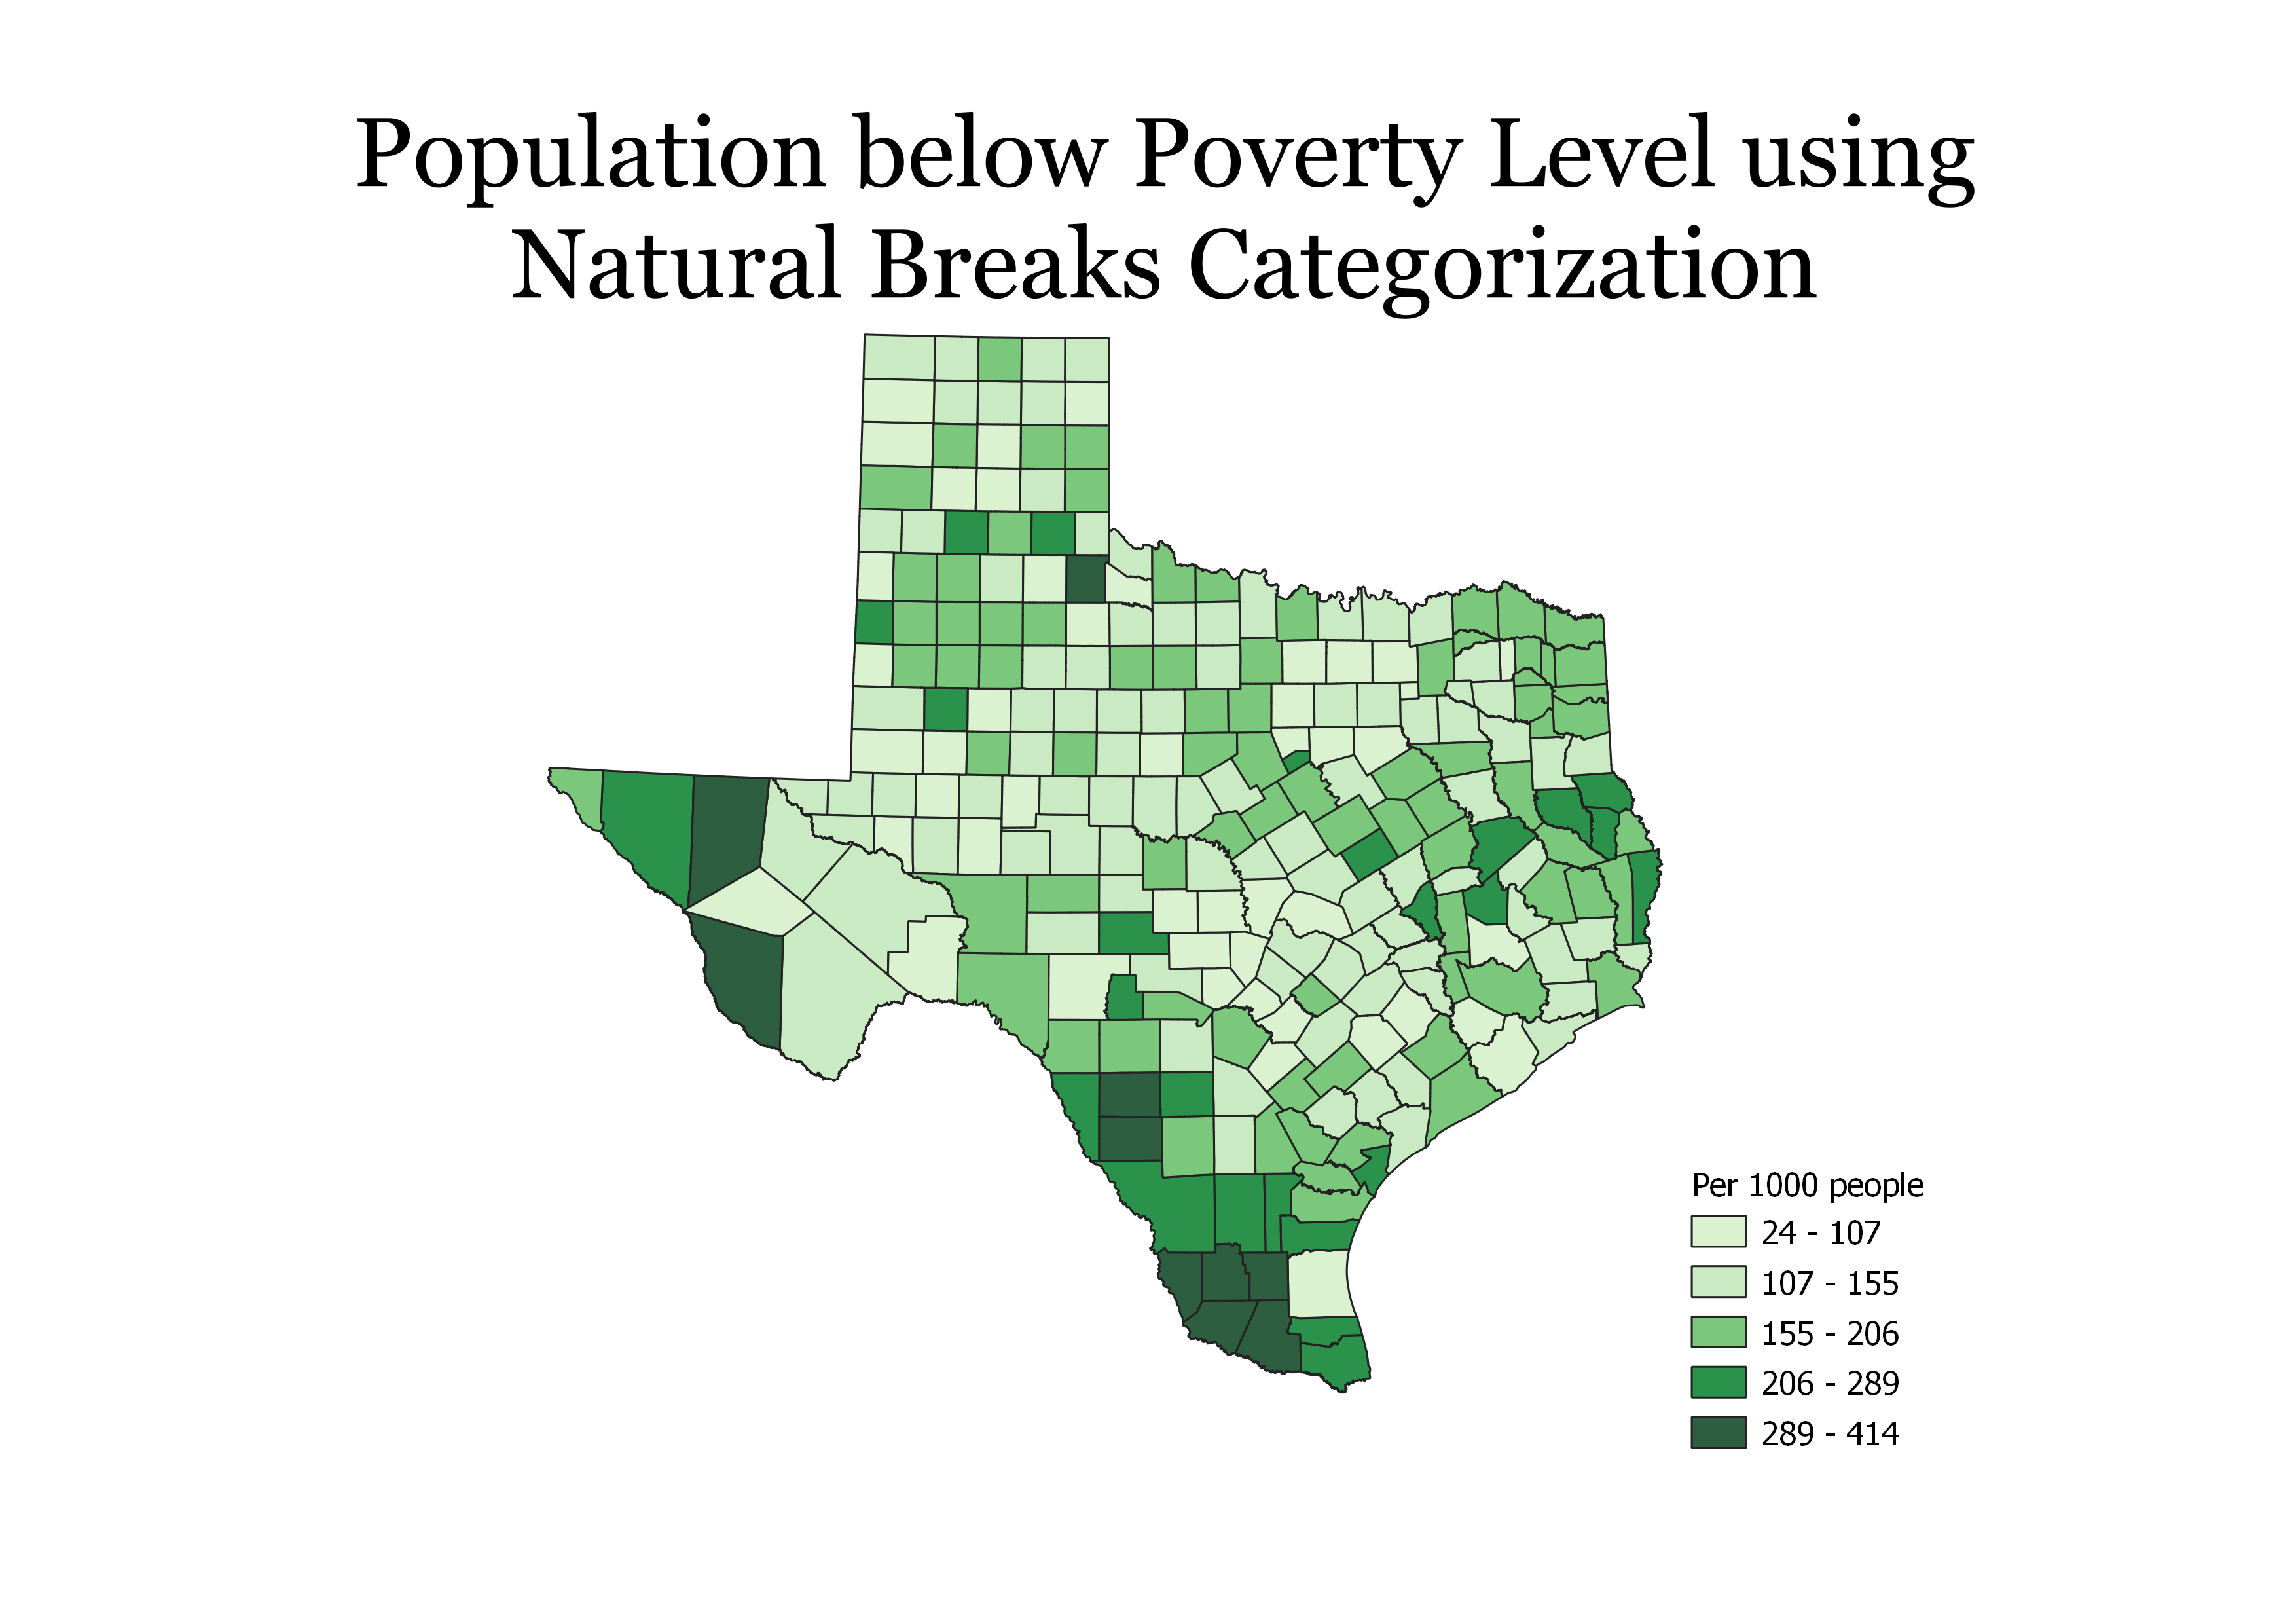 Population below Poverty Level using
Natural Breaks Categorization
Per 1000 people
24 - 107
107 - 155
155 - 206
206 - 289
289 - 414